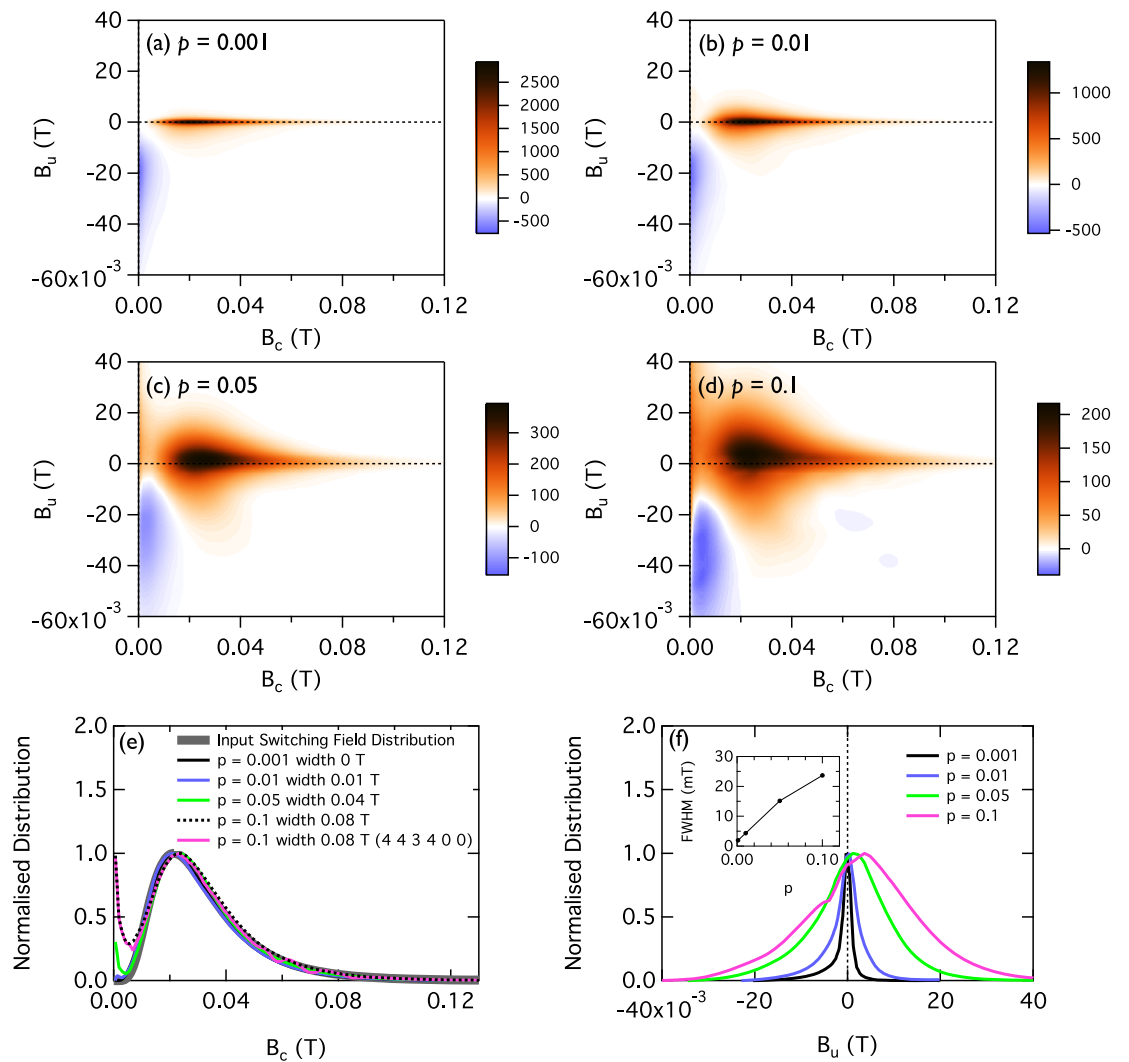 (a) p = 0.001
40
20
0
-20
-40
-60x10⁻³
B_u (T)
0.00 0.04 0.08 0.12
B_c (T)
2500
2000
1500
1000
500
0
-500
(b) p = 0.01
40
20
0
-20
-40
-60x10⁻³
B_u (T)
0.00 0.04 0.08 0.12
B_c (T)
1000
500
0
-500
(c) p = 0.05
40
20
0
-20
-40
-60x10⁻³
B_u (T)
0.00 0.04 0.08 0.12
B_c (T)
300
200
100
0
-100
(d) p = 0.1
40
20
0
-20
-40
-60x10⁻³
B_u (T)
0.00 0.04 0.08 0.12
B_c (T)
200
150
100
50
0
(e)
Input Switching Field Distribution
p = 0.001 width 0 T
p = 0.01 width 0.01 T
p = 0.05 width 0.04 T
p = 0.1 width 0.08 T
p = 0.1 width 0.08 T (4 4 3 4 0 0)
2.0
1.5
1.0
0.5
0.0
Normalised Distribution
0.00 0.04 0.08 0.12
B_c (T)
(f)
p = 0.001
p = 0.01
p = 0.05
p = 0.1
30
20
10
0
FWHM (mT)
0.00 0.10
p
2.0
1.5
1.0
0.5
0.0
Normalised Distribution
-40x10⁻³ -20 0 20 40
B_u (T)